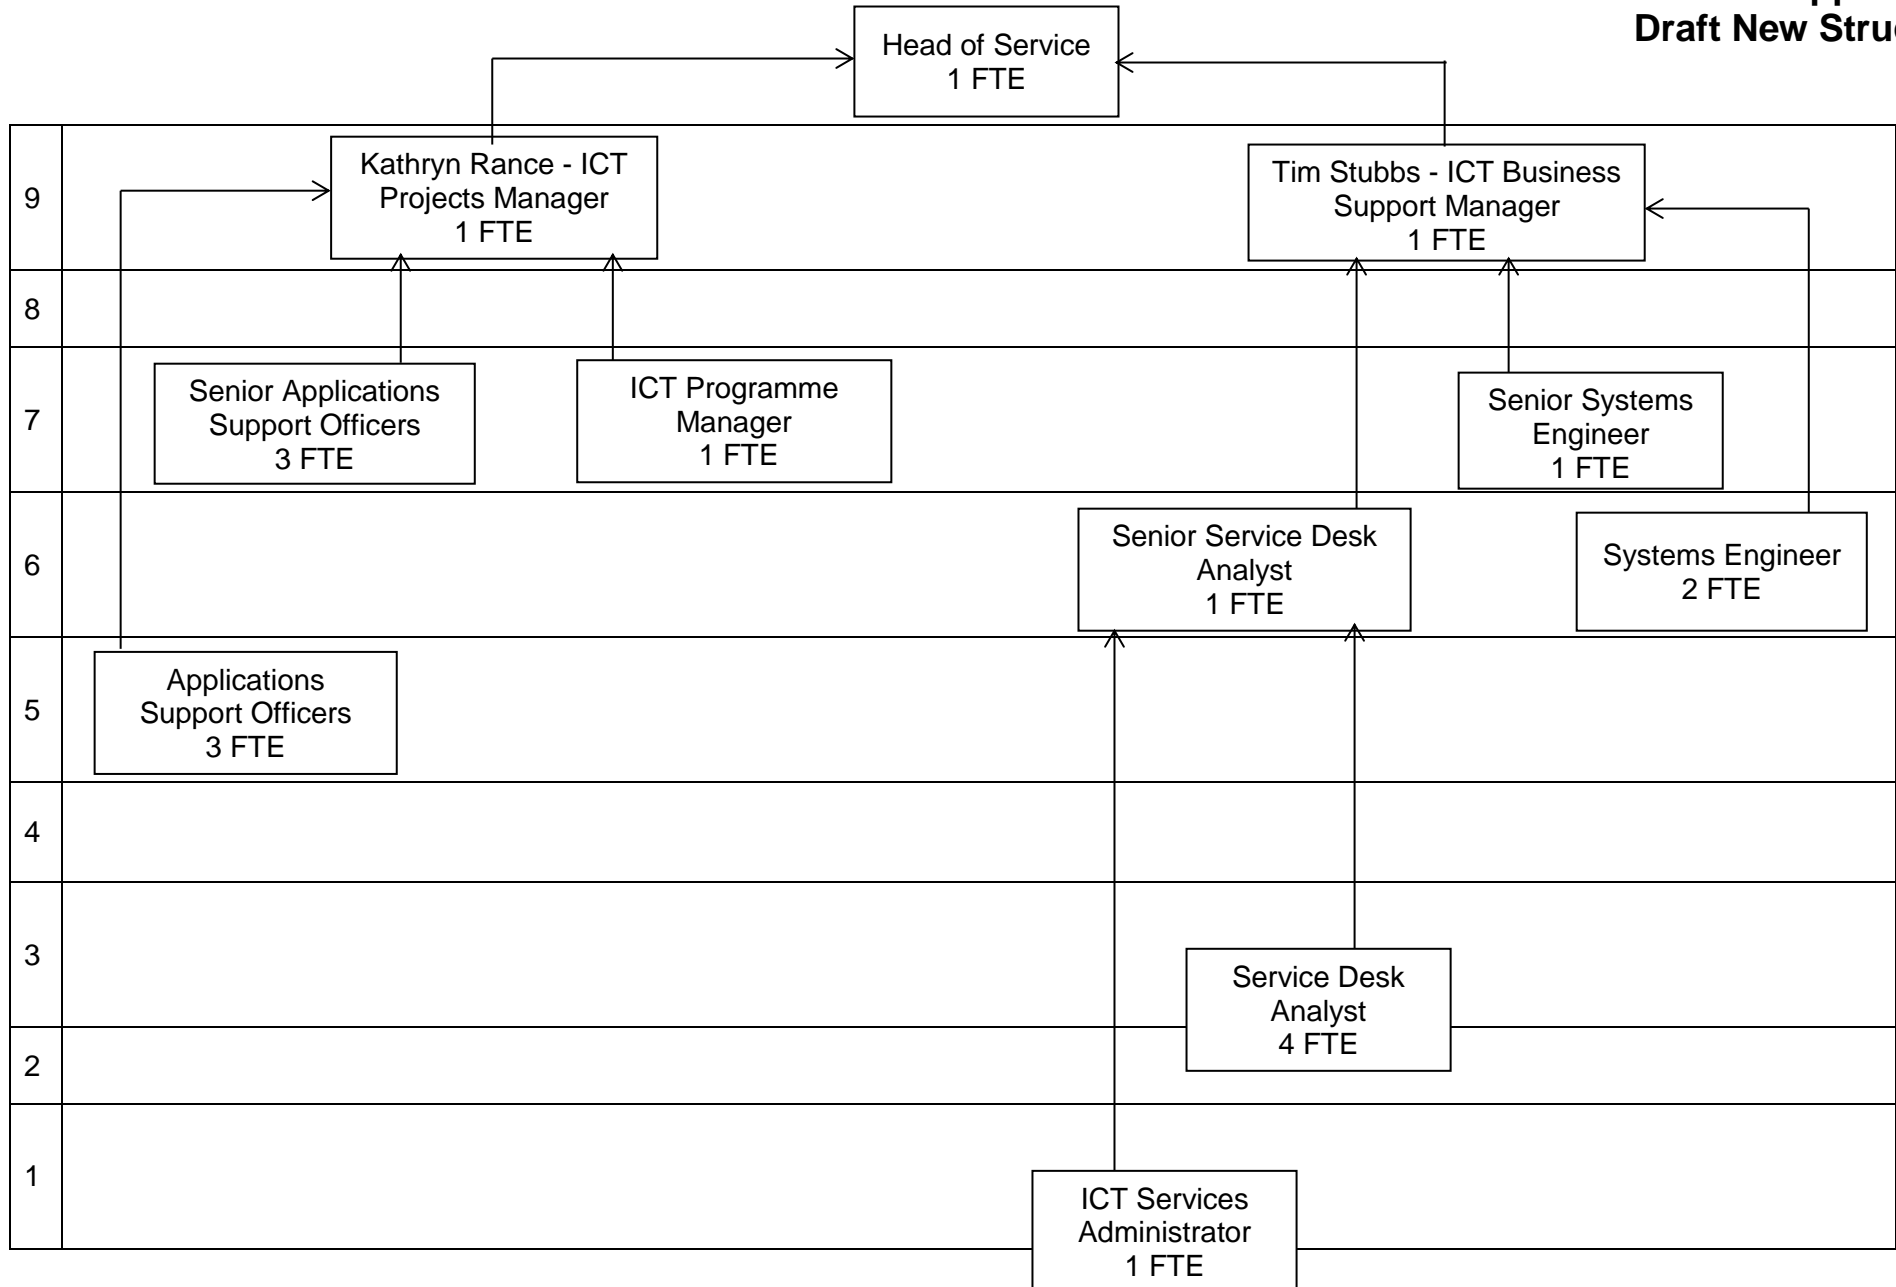 Draft New
Head of Service
1 FTE
9
Kathryn Rance - ICT
Projects Manager
1 FTE
Tim Stubbs - ICT Business
Support Manager
1 FTE
8
7
Senior Applications
Support Officers
3 FTE
ICT Programme
Manager
1 FTE
Senior Systems
Engineer
1 FTE
6
Senior Service Desk
Analyst
1 FTE
Systems Engineer
2 FTE
5
Applications
Support Officers
3 FTE
4
3
Service Desk
Analyst
4 FTE
2
1
ICT Services
Administrator
1 FTE